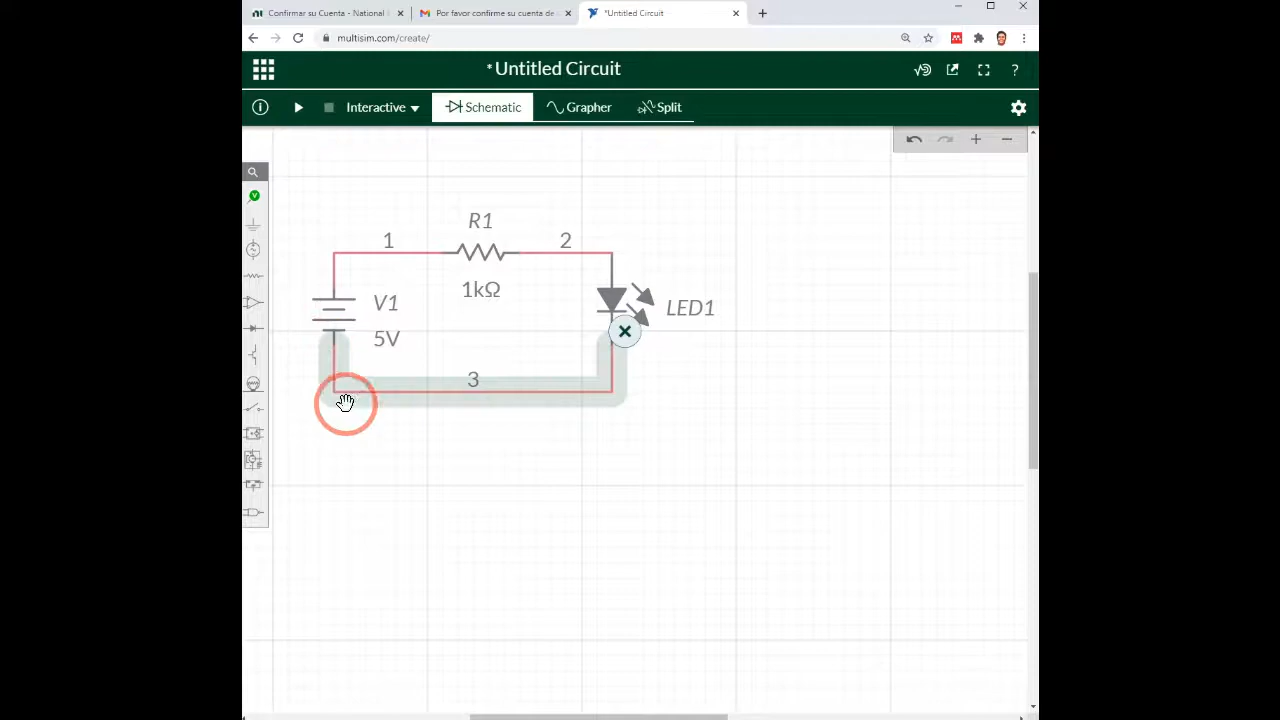 Confirmar su Cuenta - National
Por favor confirme su cuenta de
*Untitled Circuit
multisim.com/create/
*Untitled Circuit
?
Interactive
Schematic
Grapher
Split
R1
1
2
1kΩ
V1
5V
LED1
3